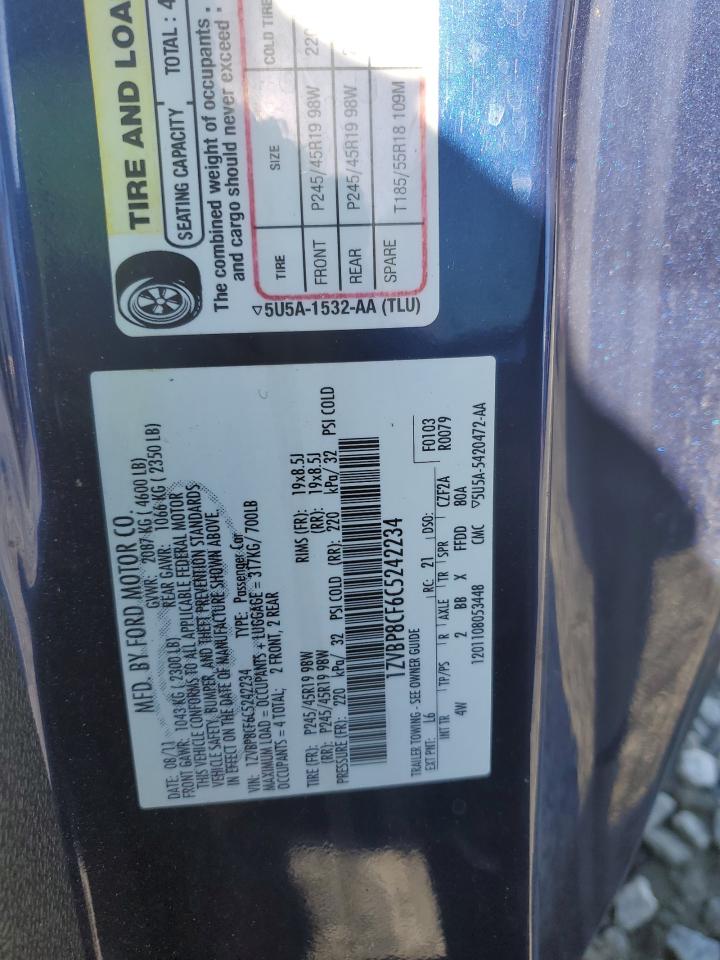 TIRE AND LOA
SEATING CAPACITY TOTAL : 4
The combined weight of occupants
and cargo should never exceed :
TIRE SIZE COLD TIRE
FRONT P245/45R19 98W 220
REAR P245/45R19 98W
SPARE T185/55R18 109M
▽5U5A-1532-AA (TLU)
MFD. BY FORD MOTOR CO.
DATE: 08/11 GVWR: 2087 KG ( 4600 LB)
FRONT GAWR: 1043 KG ( 2300 LB) REAR GAWR: 1066 KG ( 2350 LB)
THIS VEHICLE CONFORMS TO ALL APPLICABLE FEDERAL MOTOR
VEHICLE SAFETY, BUMPER, AND THEFT PREVENTION STANDARDS
IN EFFECT ON THE DATE OF MANUFACTURE SHOWN ABOVE.
VIN: 1ZVBP8CF6C5242234 TYPE: Passenger Car
MAXIMUM LOAD = OCCUPANTS + LUGGAGE = 317KG/ 700LB
OCCUPANTS = 4 TOTAL: 2 FRONT, 2 REAR
TIRE (FR): P245/45R19 98W RIMS (FR): 19x8.5J
(RR): P245/45R19 98W (RR): 19x8.5J
PRESSURE (FR): 220 kPa/ 32 PSI COLD (RR): 220 kPa/ 32 PSI COLD
1ZVBP8CF6C5242234
TRAILER TOWING - SEE OWNER GUIDE
F0103
R0079
EXT PNT: L6 RC: 21 DSO:
INT TR TP/PS R AXLE TR SPR CZF2A
4W 2 BB X FFDD 80A
12011108053448 CMC ▽5U5A-5420472-AA